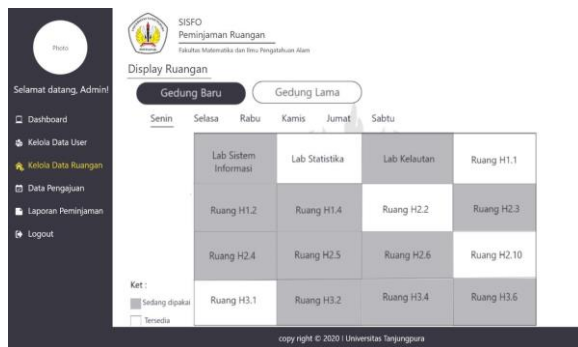 Photo
Selamat datang, Admin!
Dashboard
Kelola Data User
Kelola Data Ruangan
Data Pengajuan
Laporan Peminjaman
Logout
SISFO
Peminjaman Ruangan
Fakultas Matematika dan Ilmu Pengetahuan Alam
Display Ruangan
Gedung Baru Gedung Lama
Senin Selasa Rabu Kamis Jumat Sabtu
Lab Sistem Informasi Lab Statistika Lab Kelautan Ruang H1.1
Ruang H1.2 Ruang H1.4 Ruang H2.2 Ruang H2.3
Ruang H2.4 Ruang H2.5 Ruang H2.6 Ruang H2.10
Ruang H3.1 Ruang H3.2 Ruang H3.4 Ruang H3.6
Ket :
Sedang dipakai
Tersedia
copy right © 2020 | Universitas Tanjungpura